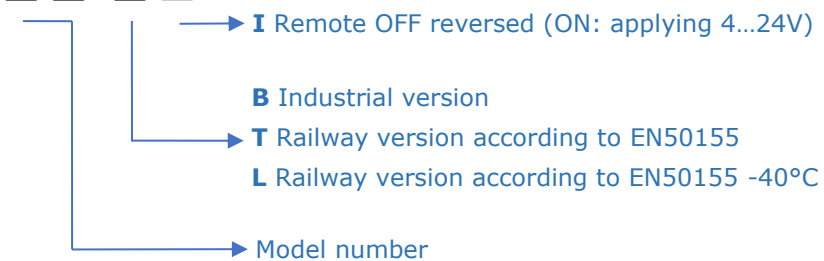 I Remote OFF reversed (ON: applying 4…24V)
B Industrial version
T Railway version according to EN50155
L Railway version according to EN50155 -40°C
Model number